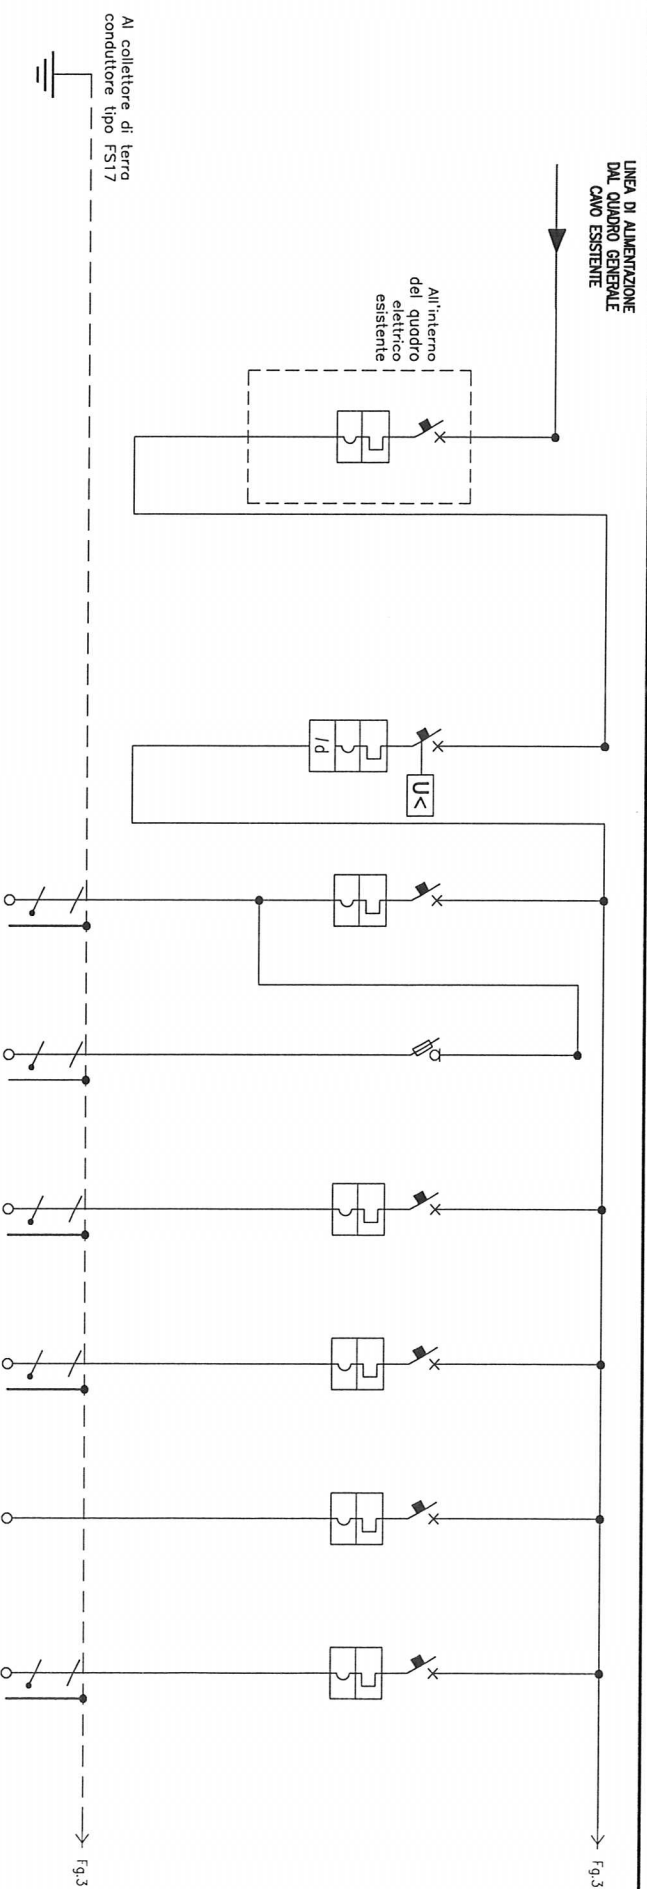 LINEA DI ALIMENTAZIONE
DAL QUADRO GENERALE
CAVO ESISTENTE
All'interno
del quadro
elettrico
esistente
U<
Id
Fg.3
Al collettore di terra
conduttore tipo FS17
Fg.3